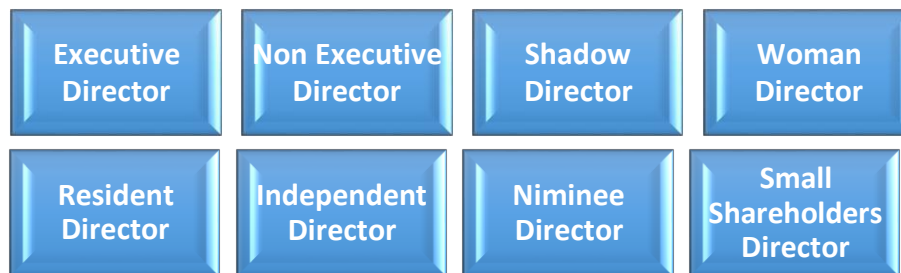 Executive
Director
Non Executive
Director
Shadow
Director
Woman
Director
Resident
Director
Independent
Director
Niminee
Director
Small
Shareholders
Director